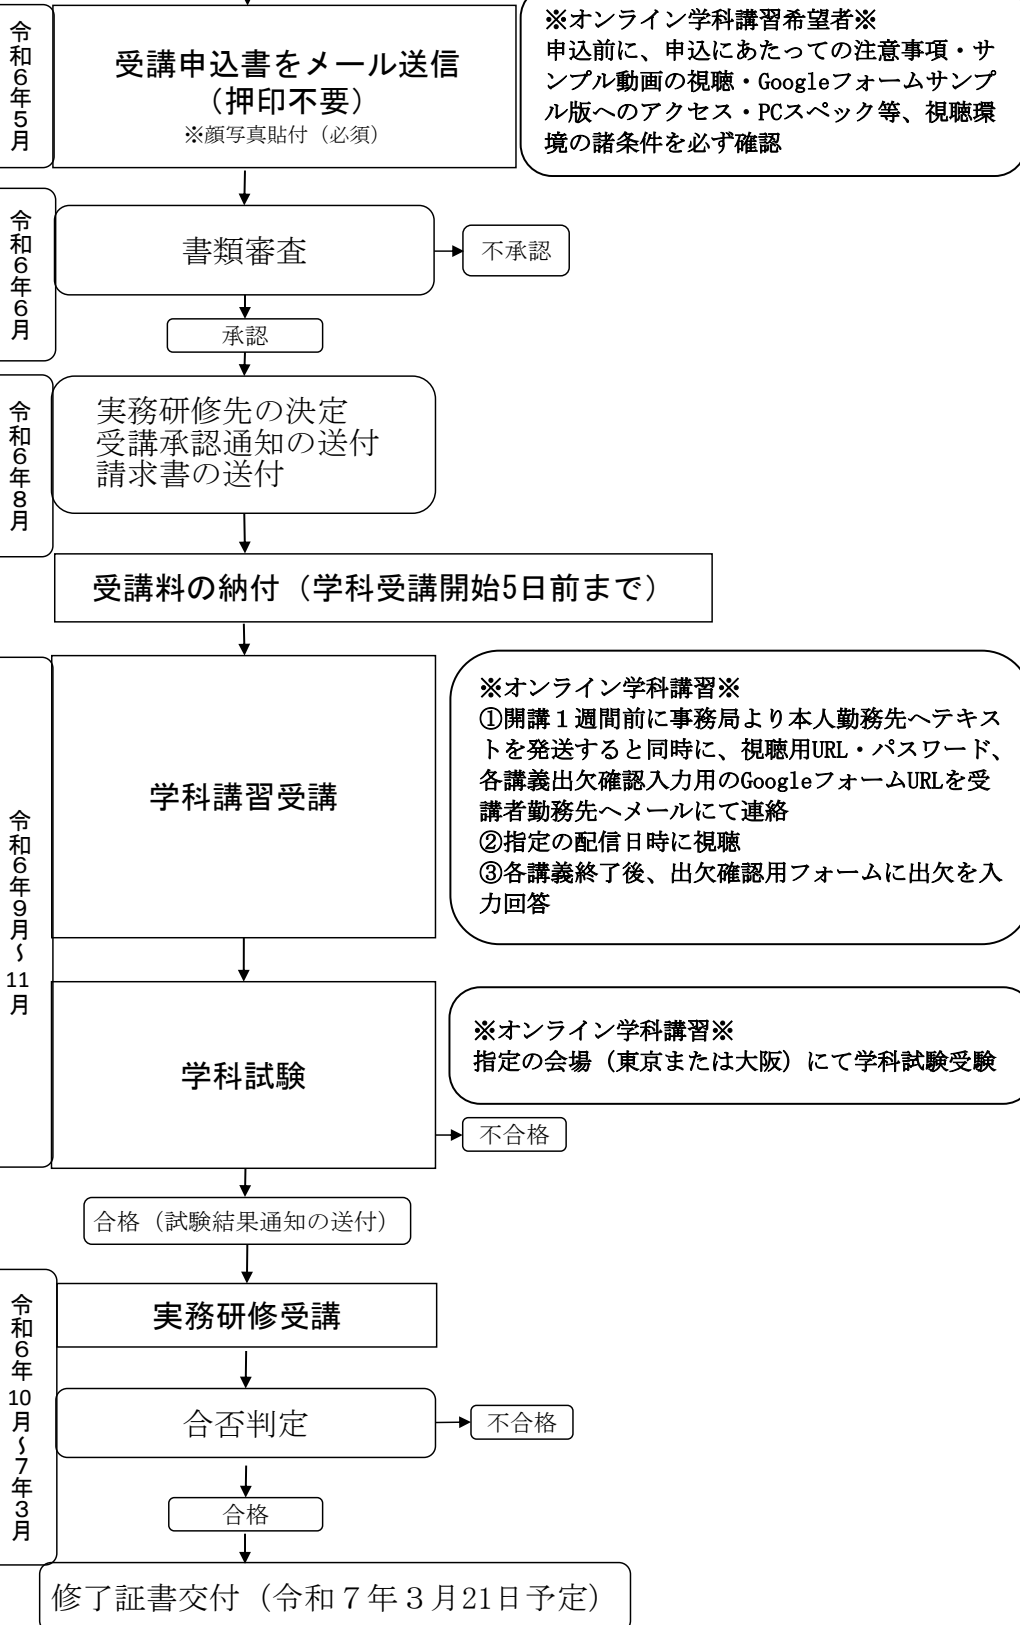 令和6年5月
受講申込書をメール送信
（押印不要）
※顔写真貼付（必須）
※オンライン学科講習希望者※
申込前に、申込にあたっての注意事項・サ
ンプル動画の視聴・Googleフォームサンプ
ル版へのアクセス・PCスペック等、視聴環
境の諸条件を必ず確認
令和6年6月
書類審査
不承認
承認
令和6年8月
実務研修先の決定
受講承認通知の送付
請求書の送付
受講料の納付（学科受講開始5日前まで）
令和6年9月～11月
学科講習受講
※オンライン学科講習※
①開講１週間前に事務局より本人勤務先へテキス
トを発送すると同時に、視聴用URL・パスワード、
各講義出欠確認入力用のGoogleフォームURLを受
講者勤務先へメールにて連絡
②指定の配信日時に視聴
③各講義終了後、出欠確認用フォームに出欠を入
力回答
学科試験
※オンライン学科講習※
指定の会場（東京または大阪）にて学科試験受験
不合格
合格（試験結果通知の送付）
令和6年10月～7年3月
実務研修受講
合否判定
不合格
合格
修了証書交付（令和７年３月21日予定）